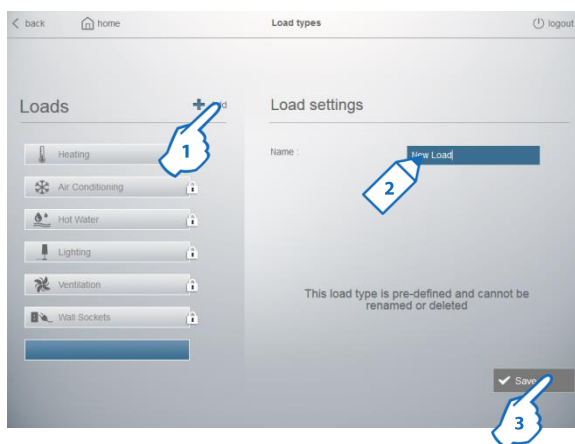 back
home
Load types
logout
Loads
Load settings
1
Heating
Name :
New Load
2
Air Conditioning
Hot Water
Lighting
Ventilation
This load type is pre-defined and cannot be
renamed or deleted
Wall Sockets
Save
3